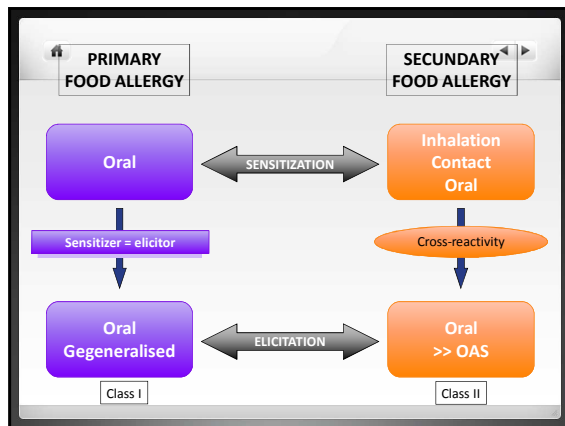 PRIMARY
FOOD ALLERGY
SECUNDARY
FOOD ALLERGY
Oral
SENSITIZATION
Inhalation
Contact
Oral
Sensitizer = elicitor
Cross-reactivity
Oral
Gegeneralised
ELICITATION
Oral
>> OAS
Class I
Class II